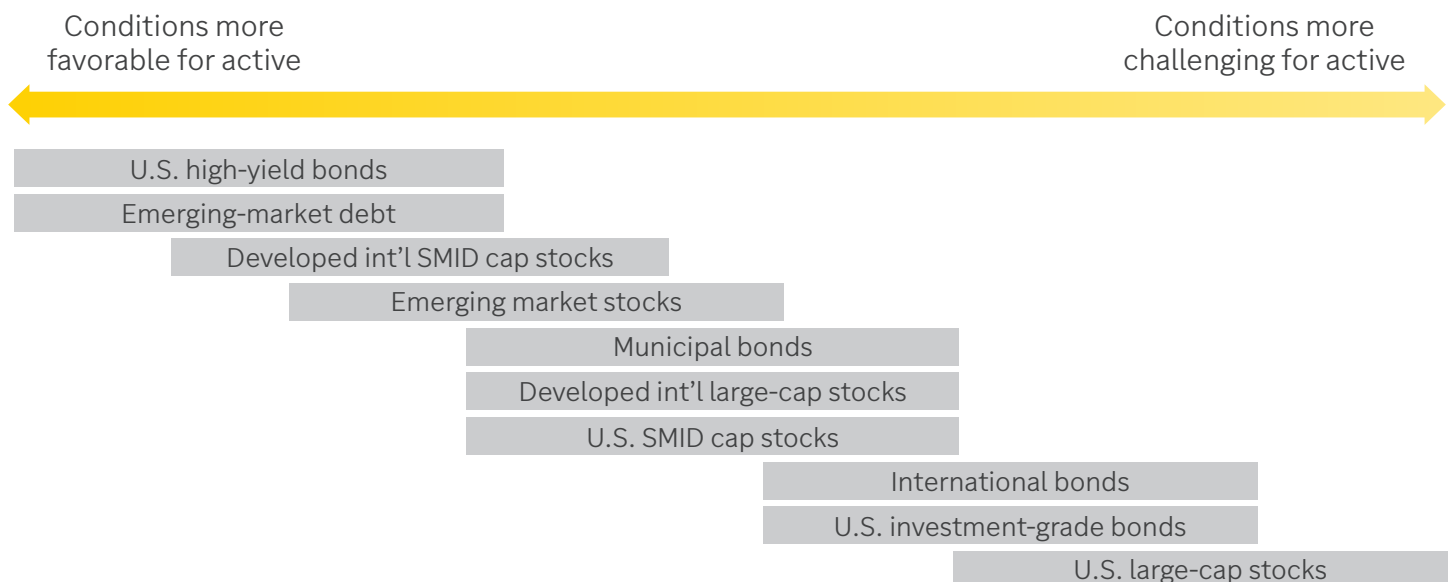 Conditions more
favorable for active
Conditions more
challenging for active
U.S. high-yield bonds
Emerging-market debt
Developed int’l SMID cap stocks
Emerging market stocks
Municipal bonds
Developed int’l large-cap stocks
U.S. SMID cap stocks
International bonds
U.S. investment-grade bonds
U.S. large-cap stocks